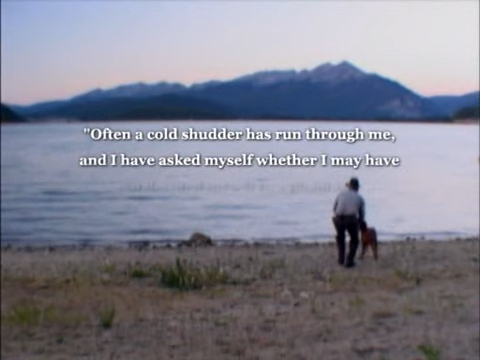 "Often a cold shudder has run through me,
and I have asked myself whether I may have